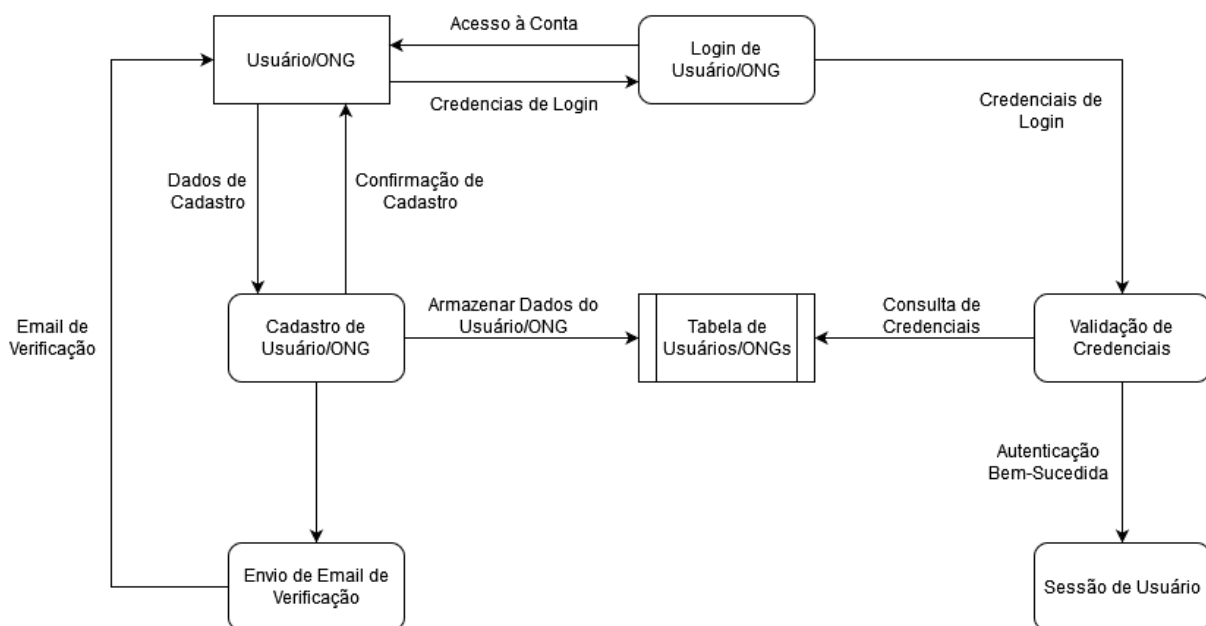 Acesso à Conta
Usuário/ONG
Login de
Usuário/ONG
Credencias de Login
Credenciais de
Login
Dados de
Cadastro
Confirmação de
Cadastro
Email de
Verificação
Cadastro de
Usuário/ONG
Armazenar Dados do
Usuário/ONG
Tabela de
Usuários/ONGs
Consulta de
Credenciais
Validação de
Credenciais
Autenticação
Bem-Sucedida
Envio de Email de
Verificação
Sessão de Usuário